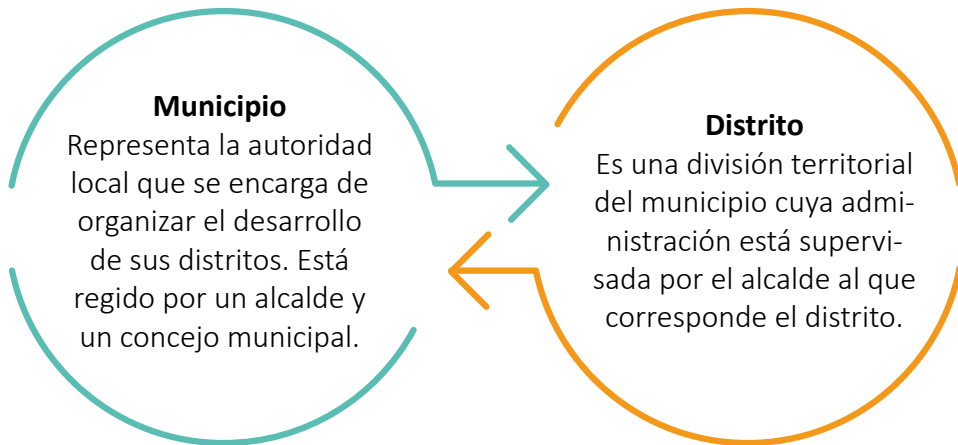 Municipio
Representa la autoridad
local que se encarga de
organizar el desarrollo
de sus distritos. Está
regido por un alcalde y
un concejo municipal.
Distrito
Es una división territorial
del municipio cuya admi-
nistración está supervi-
sada por el alcalde al que
corresponde el distrito.